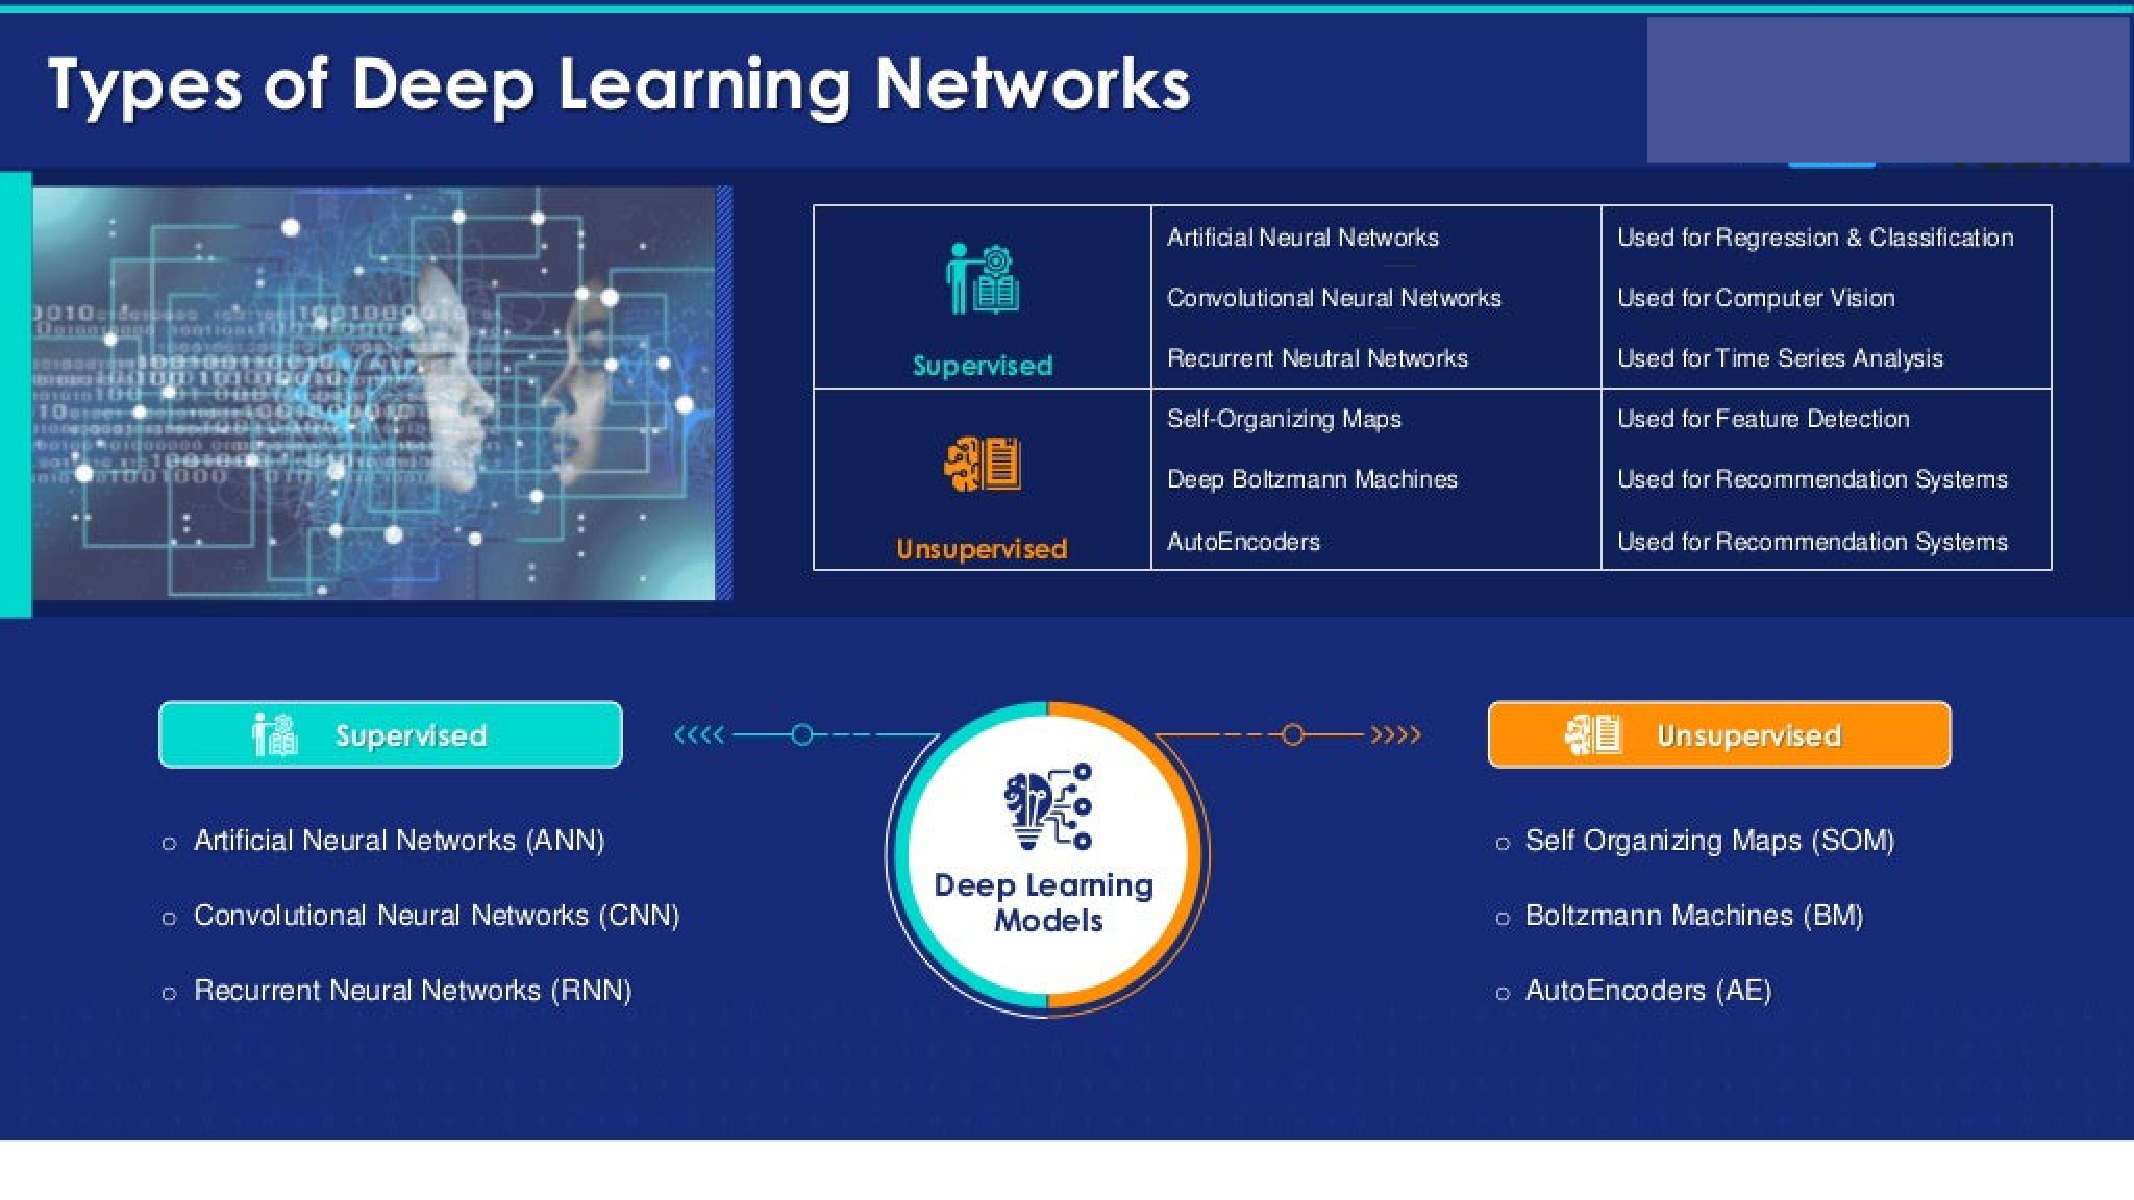 Types of Deep Learning Networks
Supervised
Artificial Neural Networks
Used for Regression & Classification
Convolutional Neural Networks
Used for Computer Vision
Recurrent Neutral Networks
Used for Time Series Analysis
Unsupervised
Self-Organizing Maps
Used for Feature Detection
Deep Boltzmann Machines
Used for Recommendation Systems
AutoEncoders
Used for Recommendation Systems
Supervised
Artificial Neural Networks (ANN)
Convolutional Neural Networks (CNN)
Recurrent Neural Networks (RNN)
Deep Learning
Models
Unsupervised
Self Organizing Maps (SOM)
Boltzmann Machines (BM)
AutoEncoders (AE)